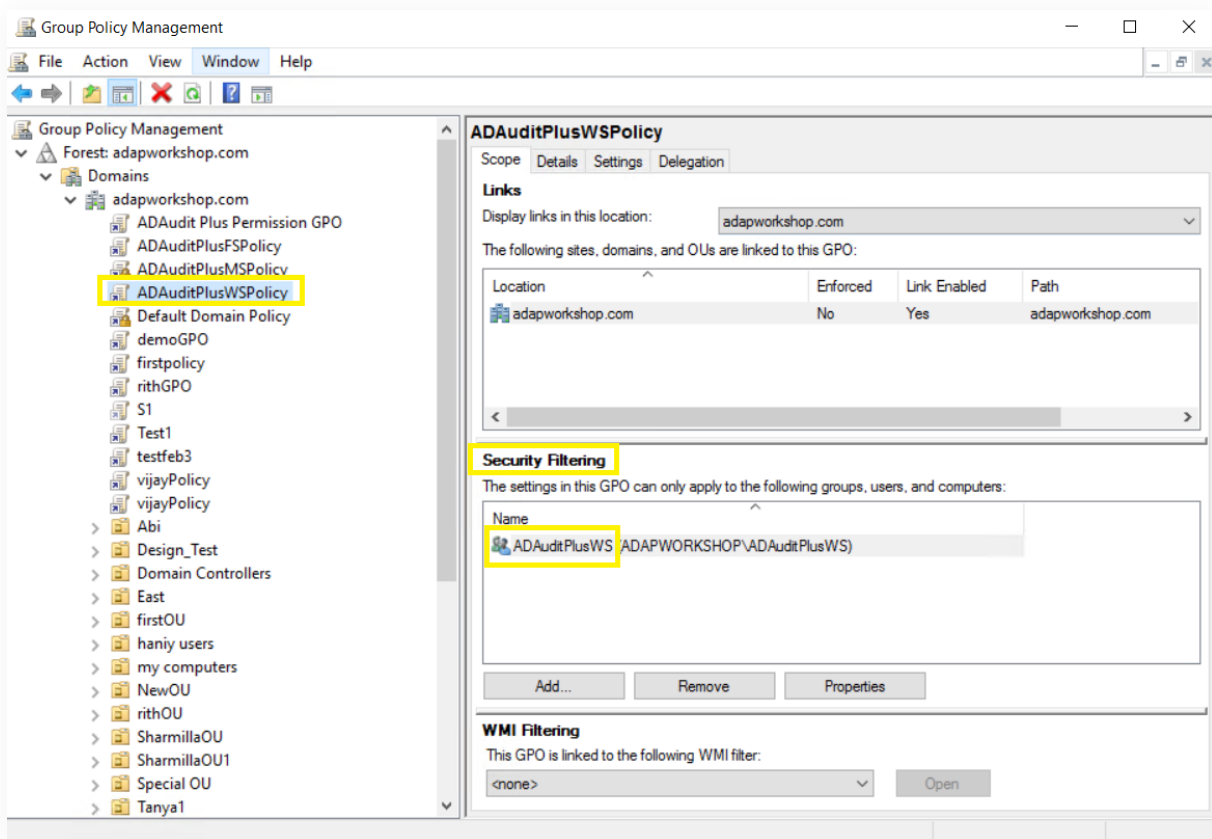 Group Policy Management
File Action View Window Help
Group Policy Management
Forest: adapworkshop.com
Domains
adapworkshop.com
ADAudit Plus Permission GPO
ADAuditPlusFSPolicy
ADAuditPlusMSPolicy
ADAuditPlusWSPolicy
Default Domain Policy
demoGPO
firstpolicy
rithGPO
S1
Test1
testfeb3
vijayPolicy
vijayPolicy
Abi
Design_Test
Domain Controllers
East
firstOU
haniy users
my computers
NewOU
rithOU
SharmillaOU
SharmillaOU1
Special OU
Tanya1
ADAuditPlusWSPolicy
Scope Details Settings Delegation
Links
Display links in this location: adapworkshop.com
The following sites, domains, and OUs are linked to this GPO:
Location Enforced Link Enabled Path
adapworkshop.com No Yes adapworkshop.com
Security Filtering
The settings in this GPO can only apply to the following groups, users, and computers:
Name
ADAuditPlusWS (ADAPWORKSHOP\ADAuditPlusWS)
Add... Remove Properties
WMI Filtering
This GPO is linked to the following WMI filter:
<none> Open